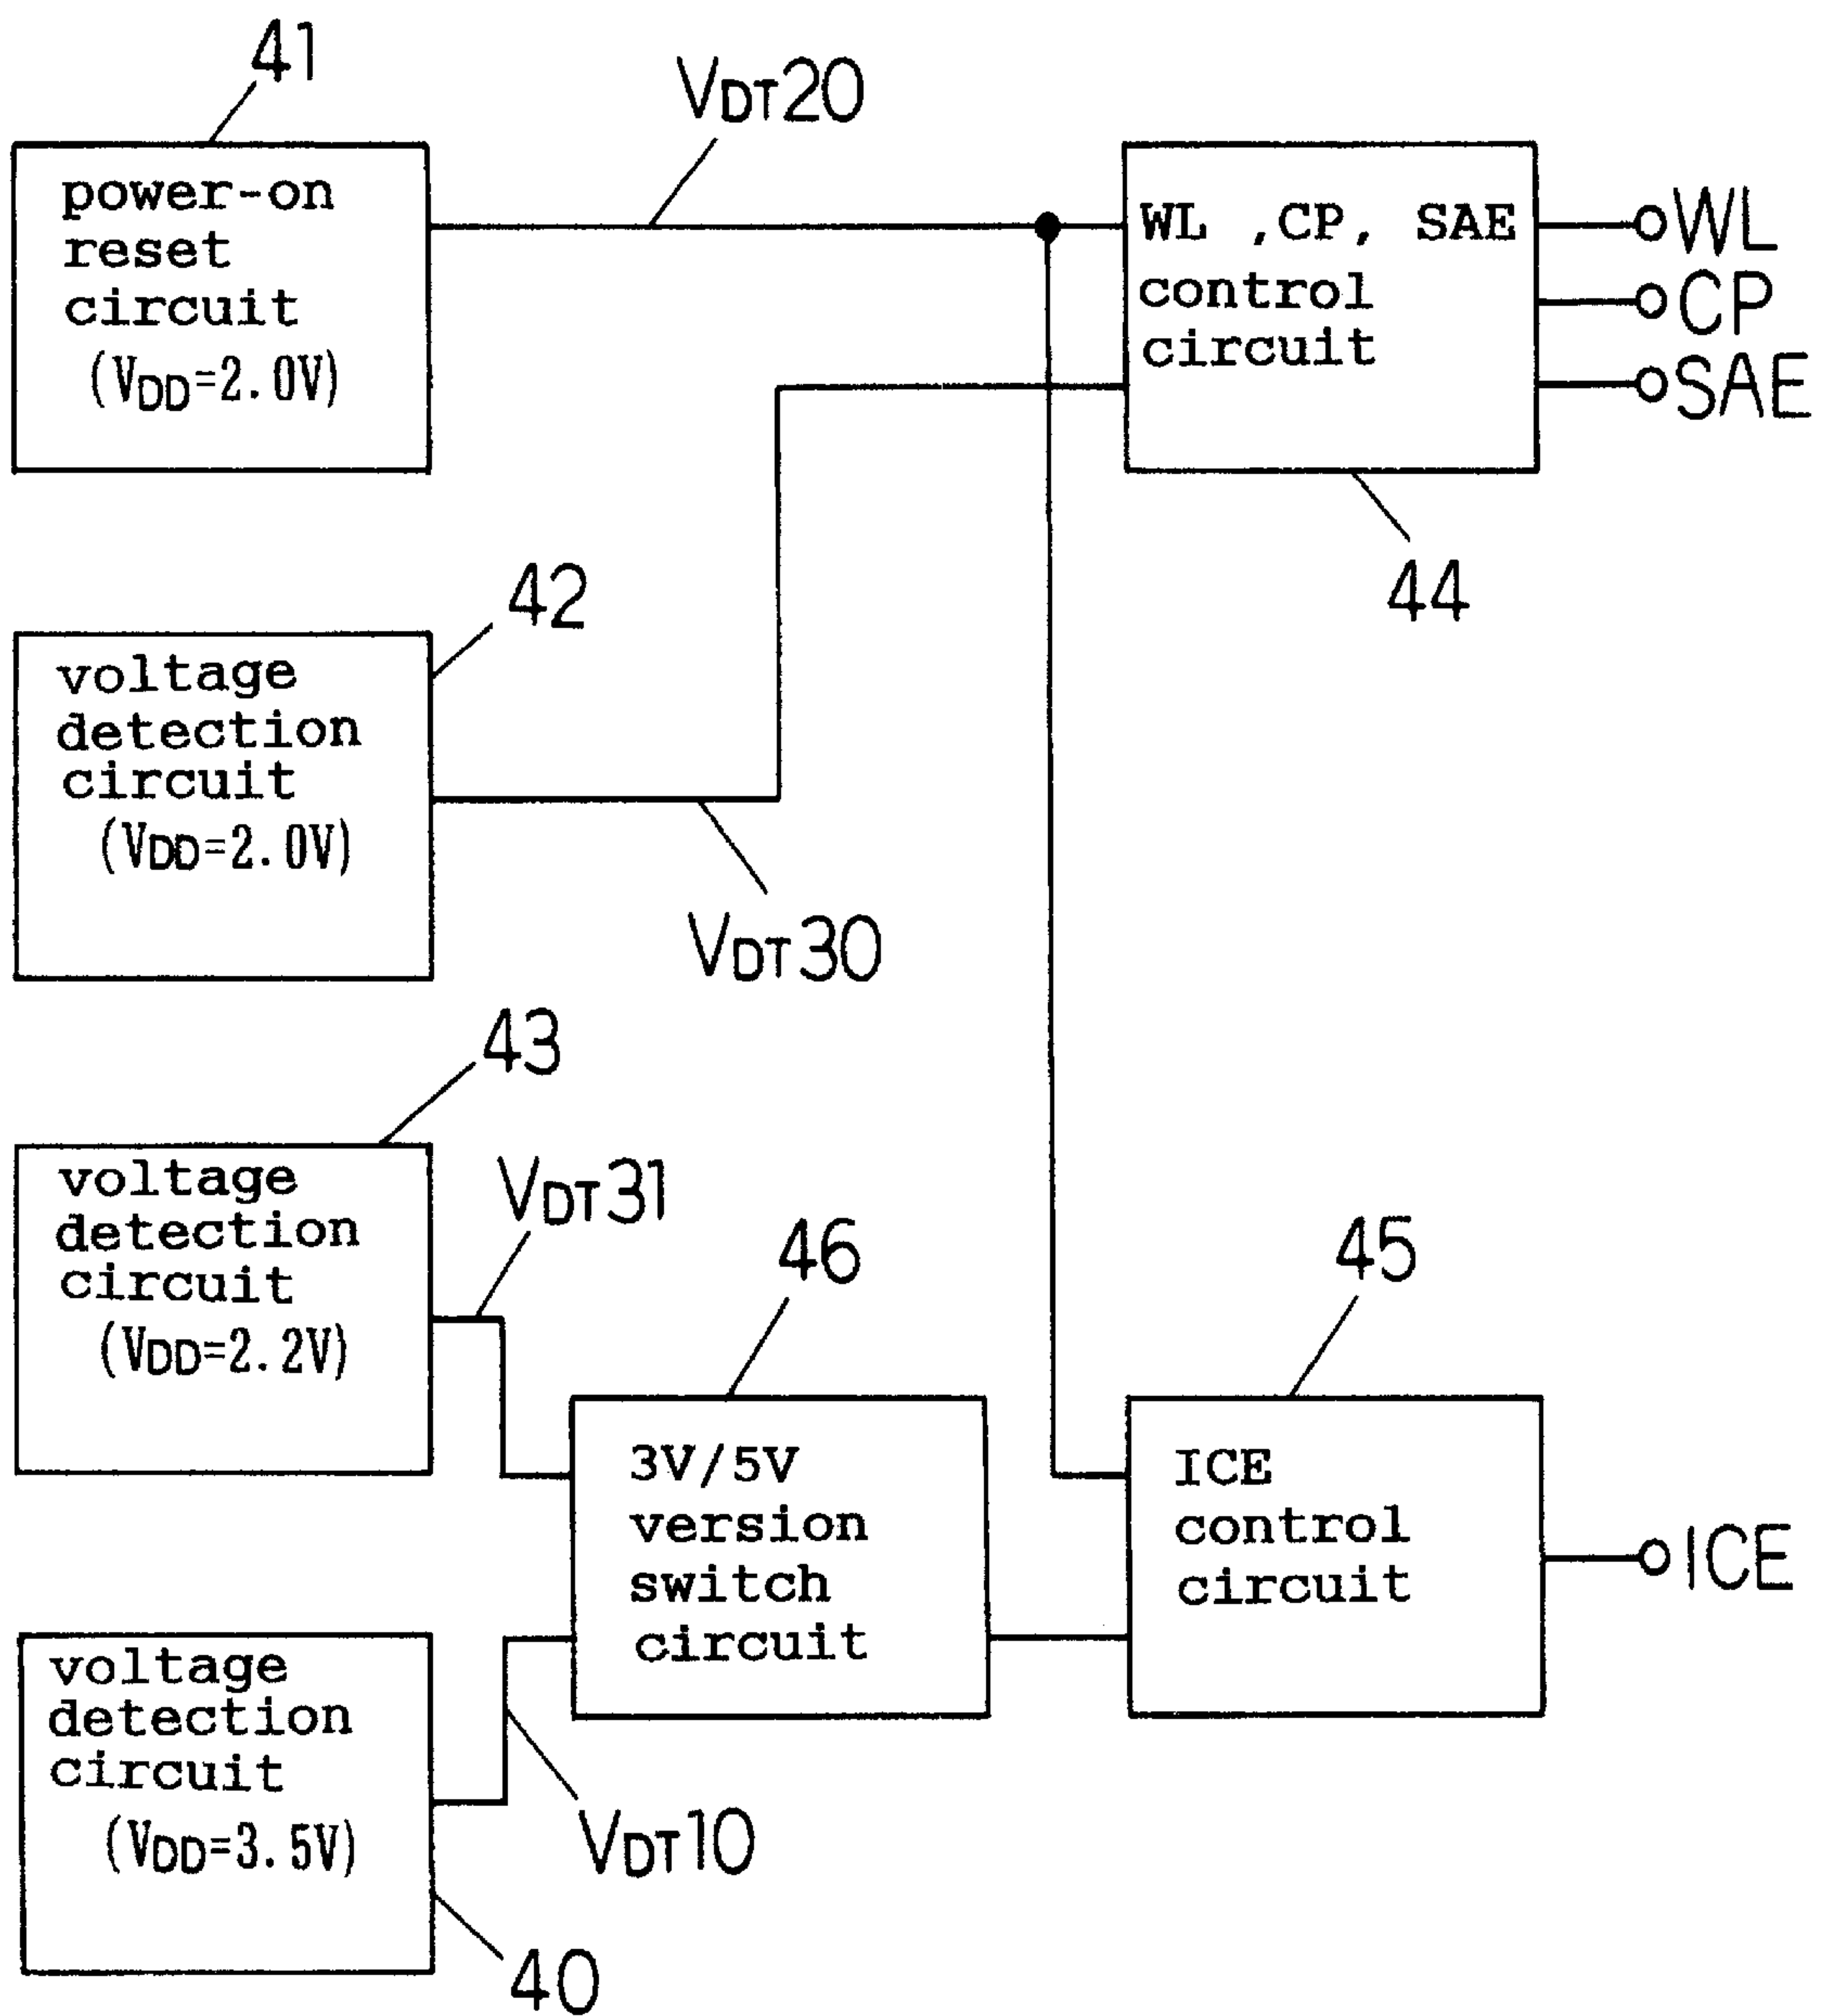 41
VDT20
power-on
reset
circuit
(VDD=2.0V)
WL ,CP, SAE
control
circuit
WL
CP
SAE
44
42
voltage
detection
circuit
(VDD=2.0V)
VDT30
43
voltage
detection
circuit
(VDD=2.2V)
VDT31
46
45
3V/5V
version
switch
circuit
ICE
control
circuit
ICE
voltage
detection
circuit
(VDD=3.5V)
VDT10
40